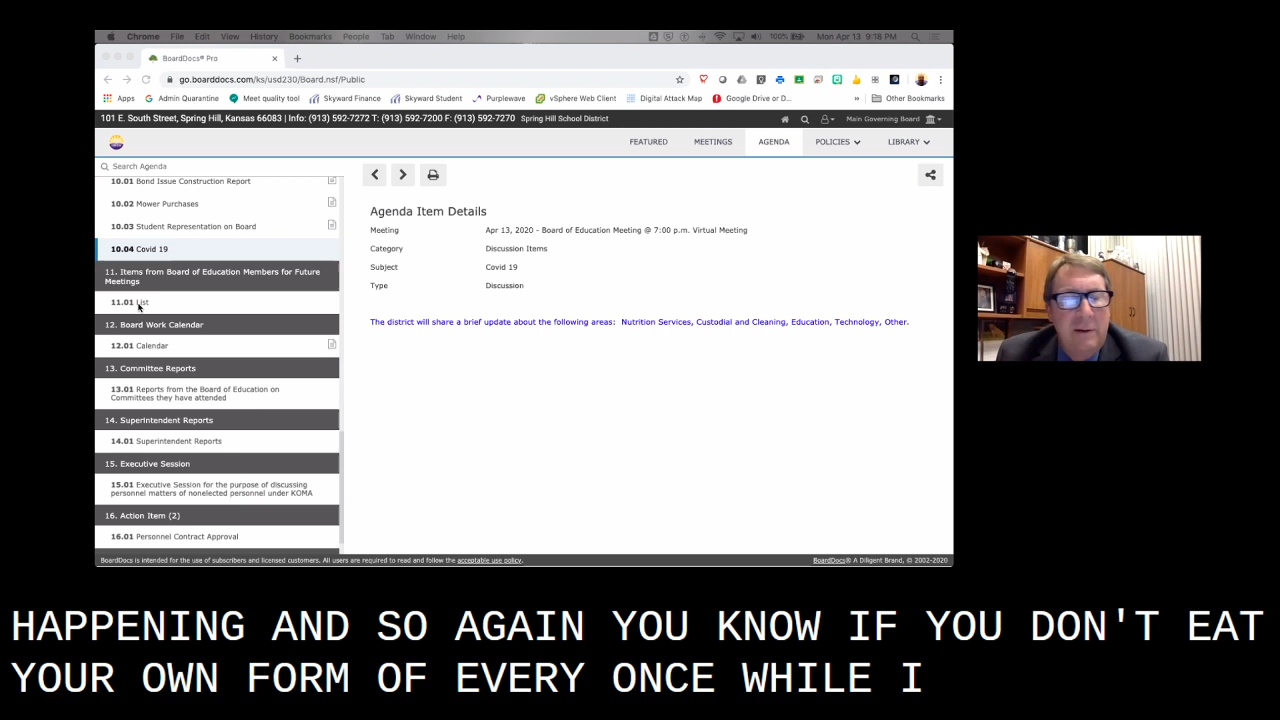 Chrome File Edit View History Bookmarks People Tab Window Help 100% Mon Apr 13 9:18 PM
BoardDocs® Pro
go.boarddocs.com/ks/usd230/Board.nsf/Public
Apps Admin Quarantine Meet quality tool Skyward Finance Skyward Student Purplewave vSphere Web Client Digital Attack Map Google Drive or D... » Other Bookmarks
101 E. South Street, Spring Hill, Kansas 66083 | Info: (913) 592-7272 T: (913) 592-7200 F: (913) 592-7270 Spring Hill School District Main Governing Board
FEATURED MEETINGS AGENDA POLICIES LIBRARY
Search Agenda
10.01 Bond Issue Construction Report
10.02 Mower Purchases
10.03 Student Representation on Board
10.04 Covid 19
11. Items from Board of Education Members for Future
Meetings
11.01 List
12. Board Work Calendar
12.01 Calendar
13. Committee Reports
13.01 Reports from the Board of Education on
Committees they have attended
14. Superintendent Reports
14.01 Superintendent Reports
15. Executive Session
15.01 Executive Session for the purpose of discussing
personnel matters of nonelected personnel under KOMA
16. Action Item (2)
16.01 Personnel Contract Approval
Agenda Item Details
Meeting Apr 13, 2020 - Board of Education Meeting @ 7:00 p.m. Virtual Meeting
Category Discussion Items
Subject Covid 19
Type Discussion
The district will share a brief update about the following areas: Nutrition Services, Custodial and Cleaning, Education, Technology, Other.
BoardDocs is intended for the use of subscribers and licensed customers. All users are required to read and follow the acceptable use policy. BoardDocs® A Diligent Brand, © 2002-2020
HAPPENING AND SO AGAIN YOU KNOW IF YOU DON'T EAT
YOUR OWN FORM OF EVERY ONCE WHILE I